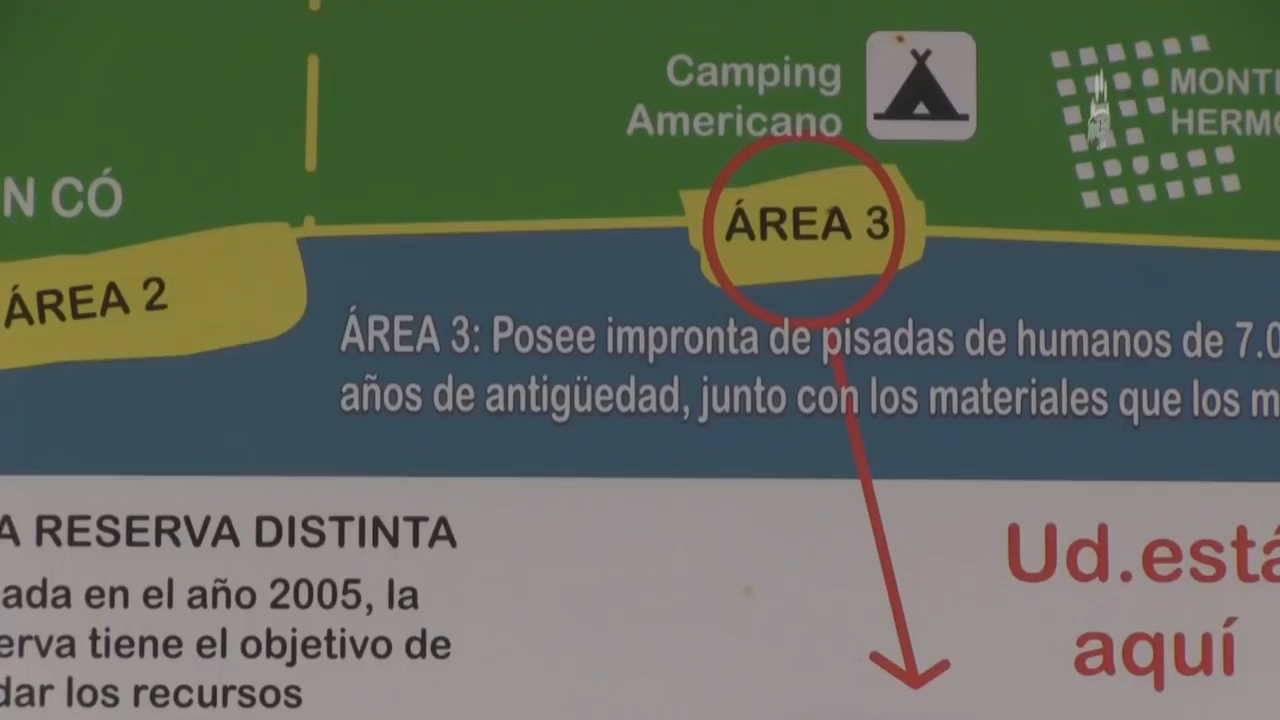 Camping
Americano
MONTE
HERMO
N CÓ
ÁREA 3
ÁREA 2
ÁREA 3: Posee impronta de pisadas de humanos de 7.0
años de antigüedad, junto con los materiales que los m
A RESERVA DISTINTA
ada en el año 2005, la
erva tiene el objetivo de
dar los recursos
Ud.está
aquí